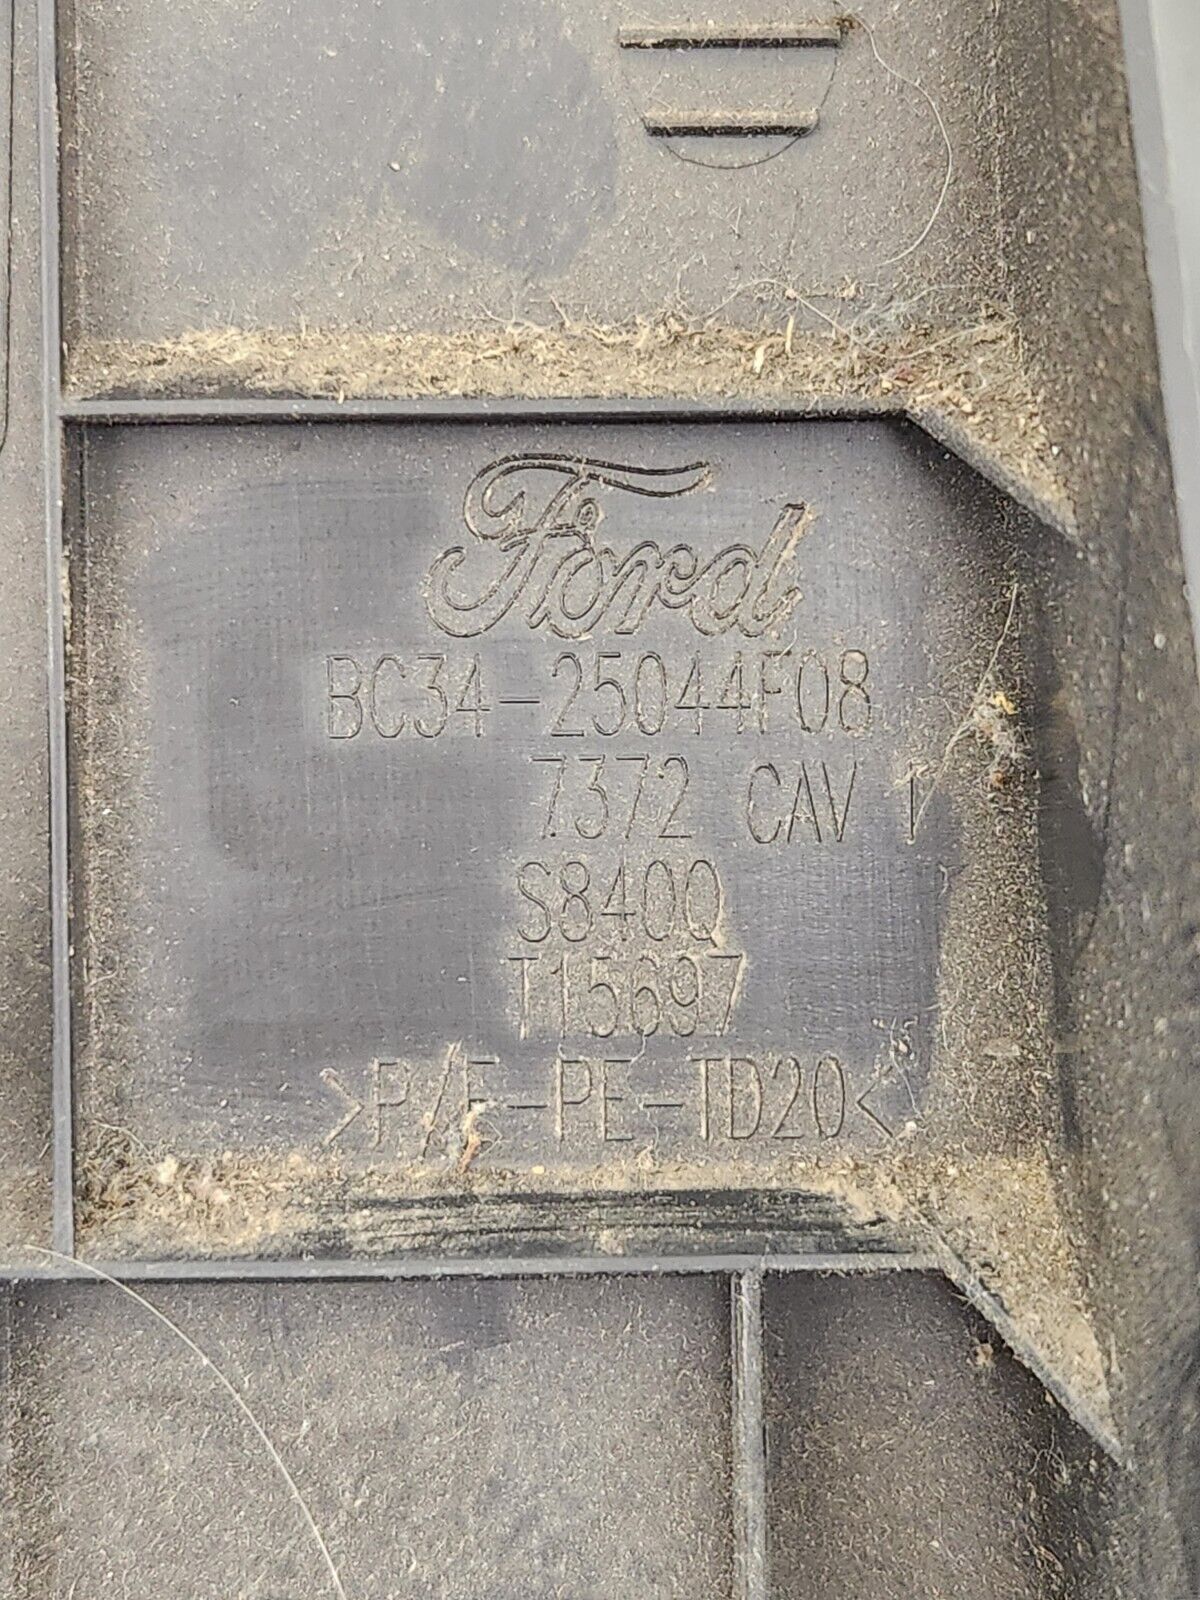 Ford
BC34-25044F08
7372 CAV 1
S840Q
T15697
>P/E-PE-TD20<